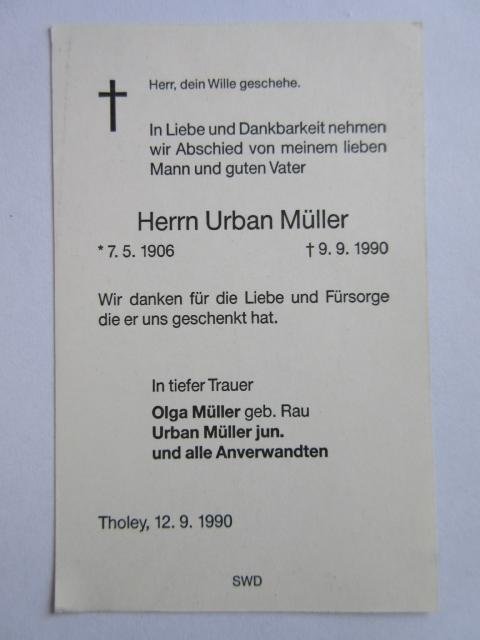 Herr, dein Wille geschehe.
In Liebe und Dankbarkeit nehmen
wir Abschied von meinem lieben
Mann und guten Vater
Herrn Urban Müller
* 7. 5. 1906 † 9. 9. 1990
Wir danken für die Liebe und Fürsorge
die er uns geschenkt hat.
In tiefer Trauer
Olga Müller geb. Rau
Urban Müller jun.
und alle Anverwandten
Tholey, 12. 9. 1990
SWD